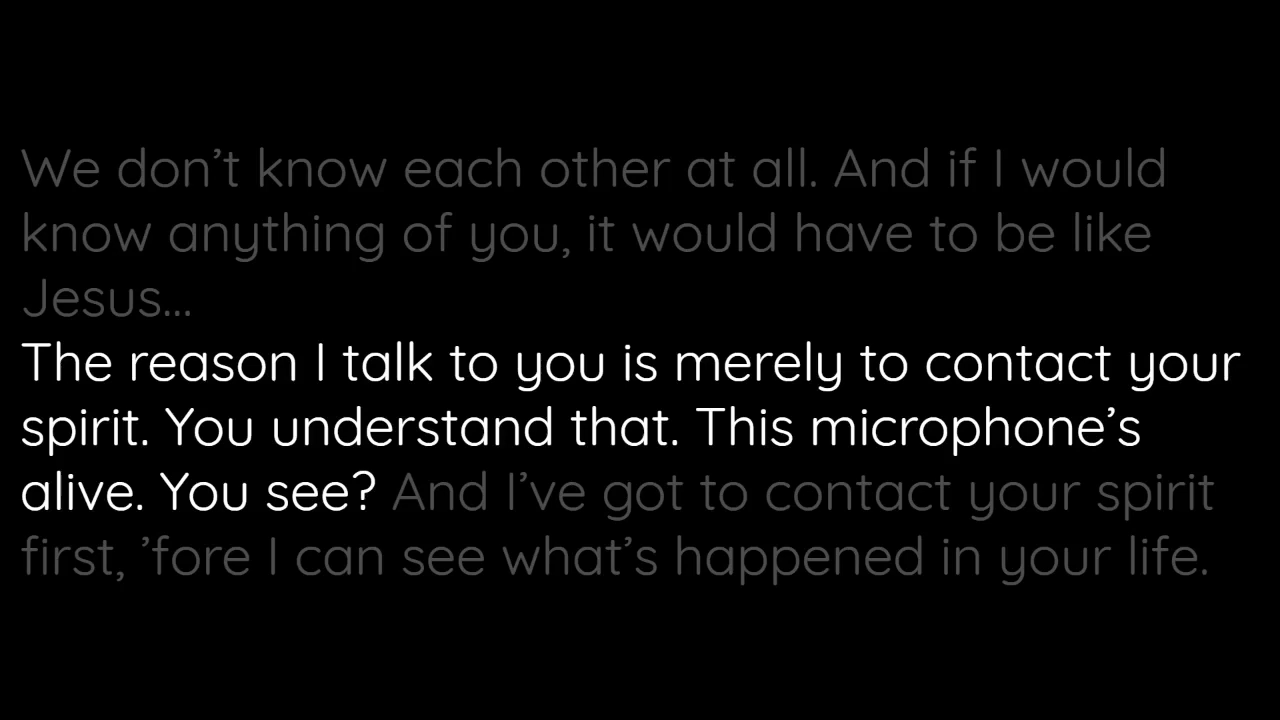 We don’t know each other at all. And if I would
know anything of you, it would have to be like
Jesus...
The reason I talk to you is merely to contact your
spirit. You understand that. This microphone’s
alive. You see? And I’ve got to contact your spirit
first, ’fore I can see what’s happened in your life.